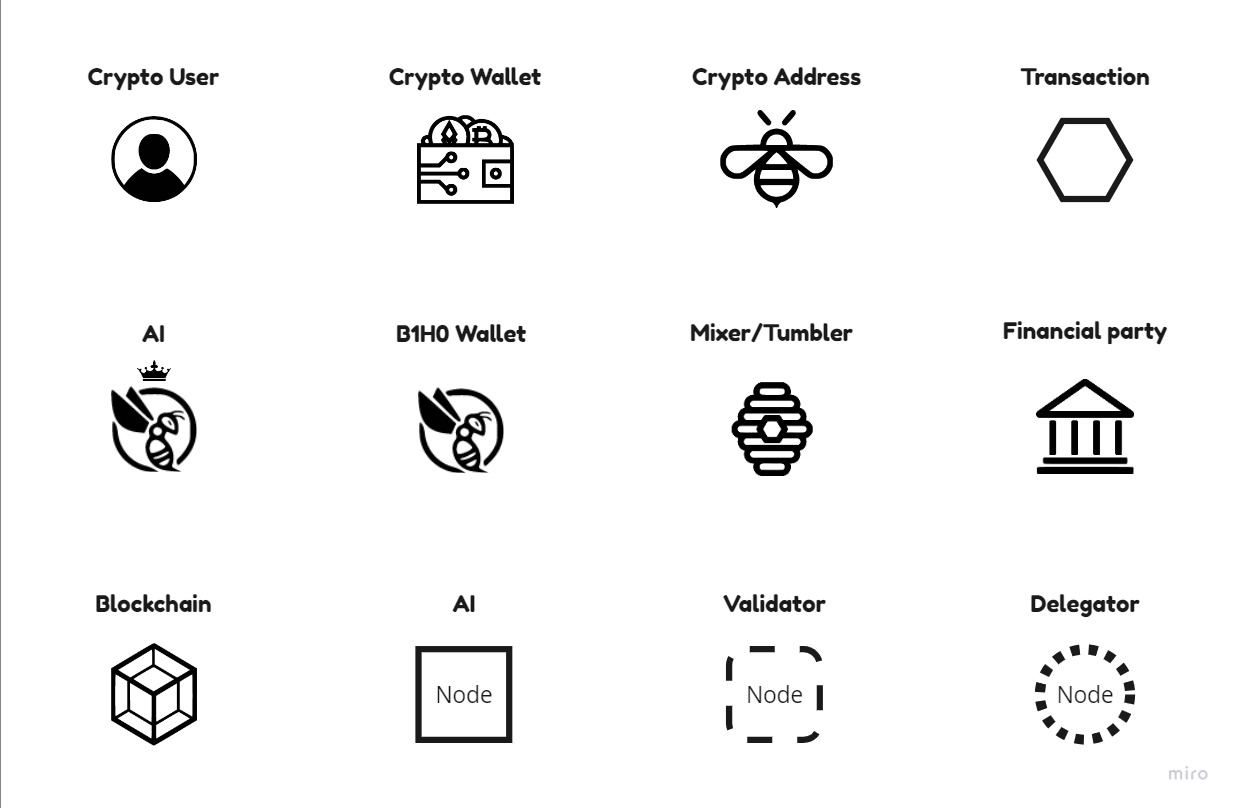 Crypto User
Crypto Wallet
Crypto Address
Transaction
AI
B1H0 Wallet
Mixer/Tumbler
Financial party
Blockchain
AI
Validator
Delegator
Node
Node
Node
miro